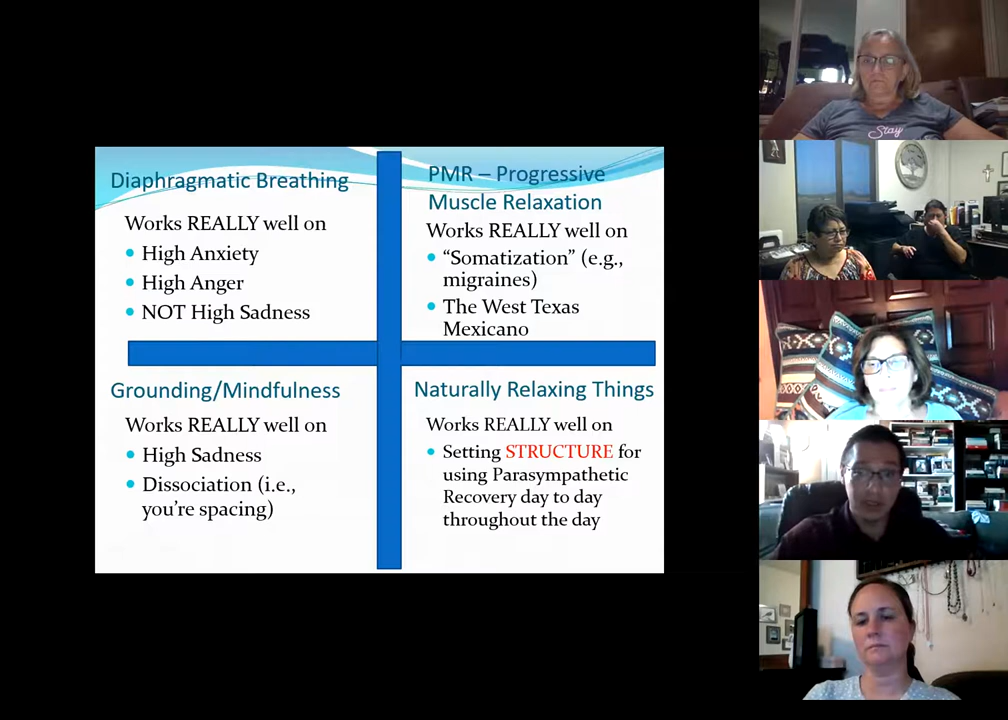 Diaphragmatic Breathing
Works REALLY well on
High Anxiety
High Anger
NOT High Sadness
PMR – Progressive
Muscle Relaxation
Works REALLY well on
“Somatization” (e.g.,
migraines)
The West Texas
Mexicano
Grounding/Mindfulness
Works REALLY well on
High Sadness
Dissociation (i.e.,
you’re spacing)
Naturally Relaxing Things
Works REALLY well on
Setting STRUCTURE for
using Parasympathetic
Recovery day to day
throughout the day
Stay